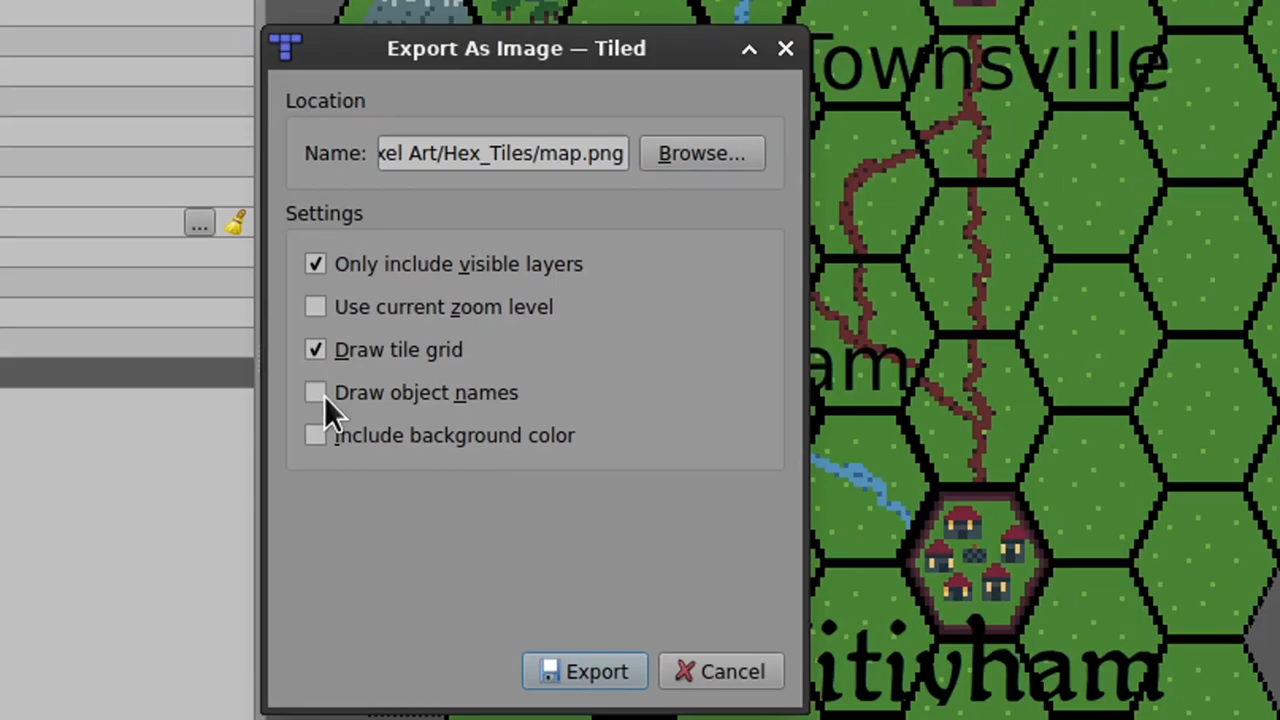 Export As Image — Tiled
Location
Name: xel Art/Hex_Tiles/map.png Browse...
Settings
Only include visible layers
Use current zoom level
Draw tile grid
Draw object names
Include background color
Export Cancel
...
Townsville
am
itivham